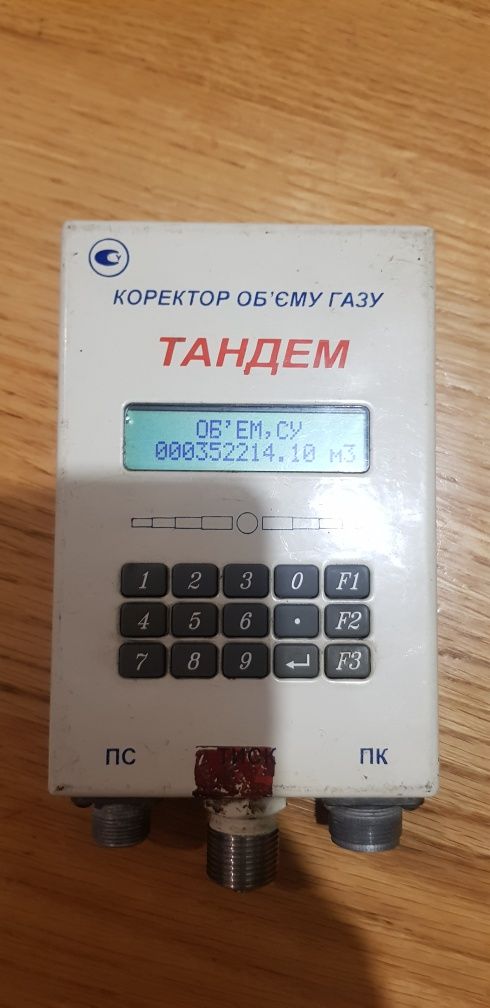 КОРЕКТОР ОБ'ЄМУ ГАЗУ
ТАНДЕМ
ОБ'ЕМ,СУ
000352214.10 м3
1 2 3 0 F1
4 5 6 . F2
7 8 9 ↵ F3
ПС ТИСК ПК